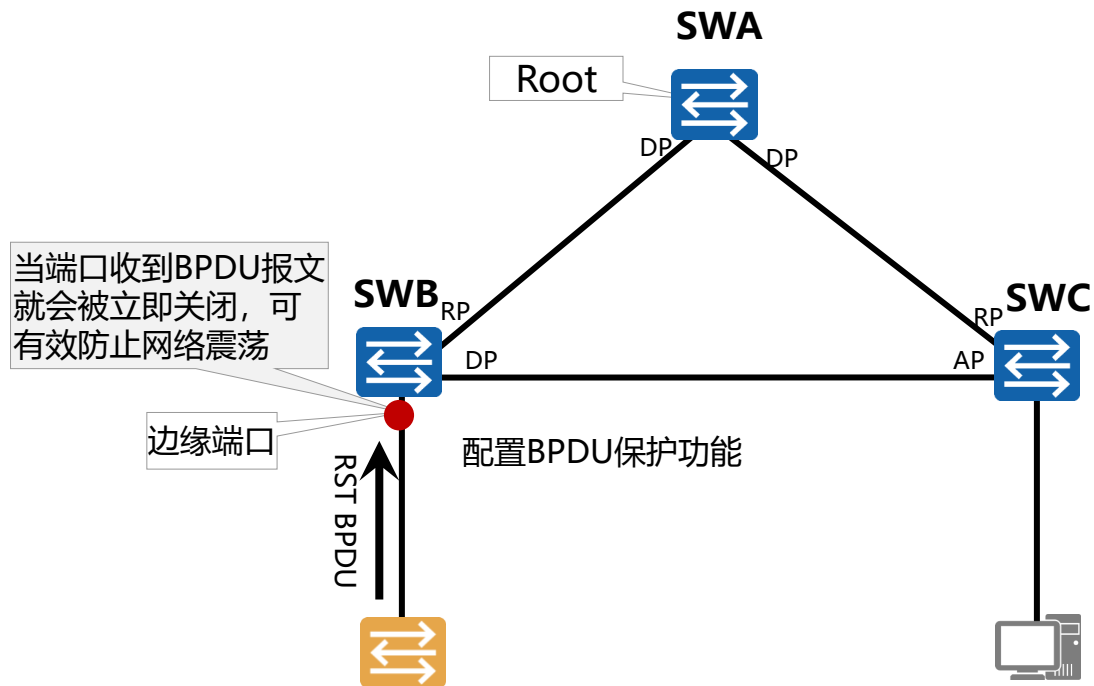 SWA
Root
DP
DP
当端口收到BPDU报文
就会被立即关闭，可
有效防止网络震荡
SWB
SWC
RP
RP
DP
AP
边缘端口
配置BPDU保护功能
RST BPDU